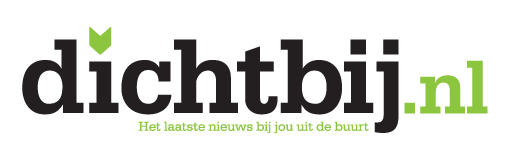 dichtbij.nl
Het laatste nieuws bij jou uit de buurt